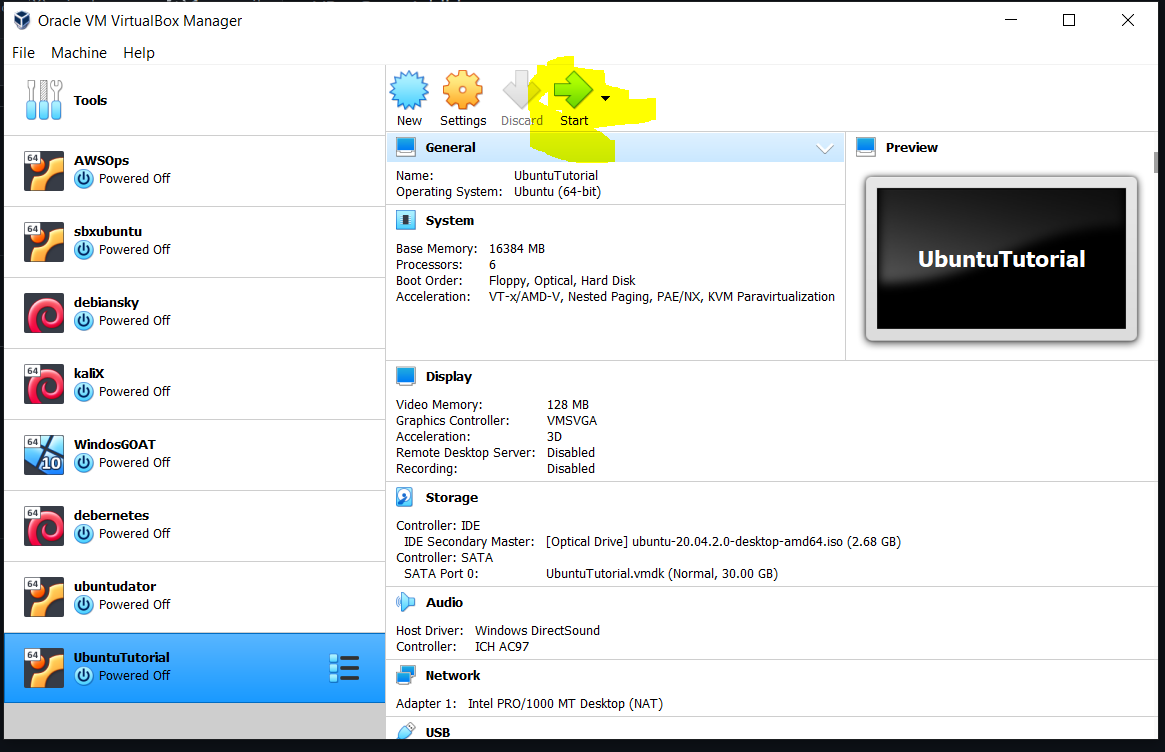 Oracle VM VirtualBox Manager
File Machine Help
Tools
64
AWSOps
Powered Off
64
sbxubuntu
Powered Off
64
debiansky
Powered Off
64
kaliX
Powered Off
64
10
WindosGOAT
Powered Off
64
debernetes
Powered Off
64
ubuntudator
Powered Off
64
UbuntuTutorial
Powered Off
New Settings Discard Start
General
Name: UbuntuTutorial
Operating System: Ubuntu (64-bit)
System
Base Memory: 16384 MB
Processors: 6
Boot Order: Floppy, Optical, Hard Disk
Acceleration: VT-x/AMD-V, Nested Paging, PAE/NX, KVM Paravirtualization
Preview
UbuntuTutorial
Display
Video Memory: 128 MB
Graphics Controller: VMSVGA
Acceleration: 3D
Remote Desktop Server: Disabled
Recording: Disabled
Storage
Controller: IDE
IDE Secondary Master: [Optical Drive] ubuntu-20.04.2.0-desktop-amd64.iso (2.68 GB)
Controller: SATA
SATA Port 0: UbuntuTutorial.vmdk (Normal, 30.00 GB)
Audio
Host Driver: Windows DirectSound
Controller: ICH AC97
Network
Adapter 1: Intel PRO/1000 MT Desktop (NAT)
USB